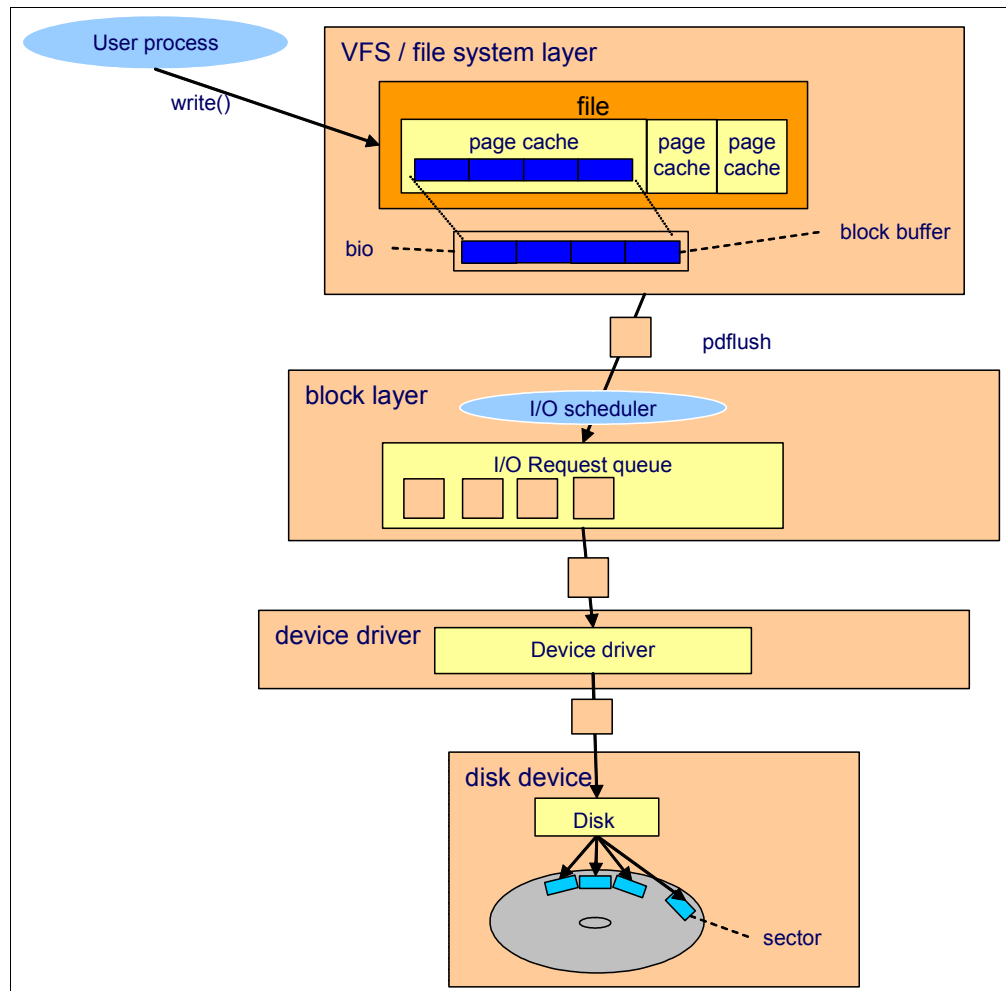 User process
write()
VFS / file system layer
file
page cache
page
cache
page
cache
bio
block buffer
pdflush
block layer
I/O scheduler
I/O Request queue
device driver
Device driver
disk device
Disk
sector